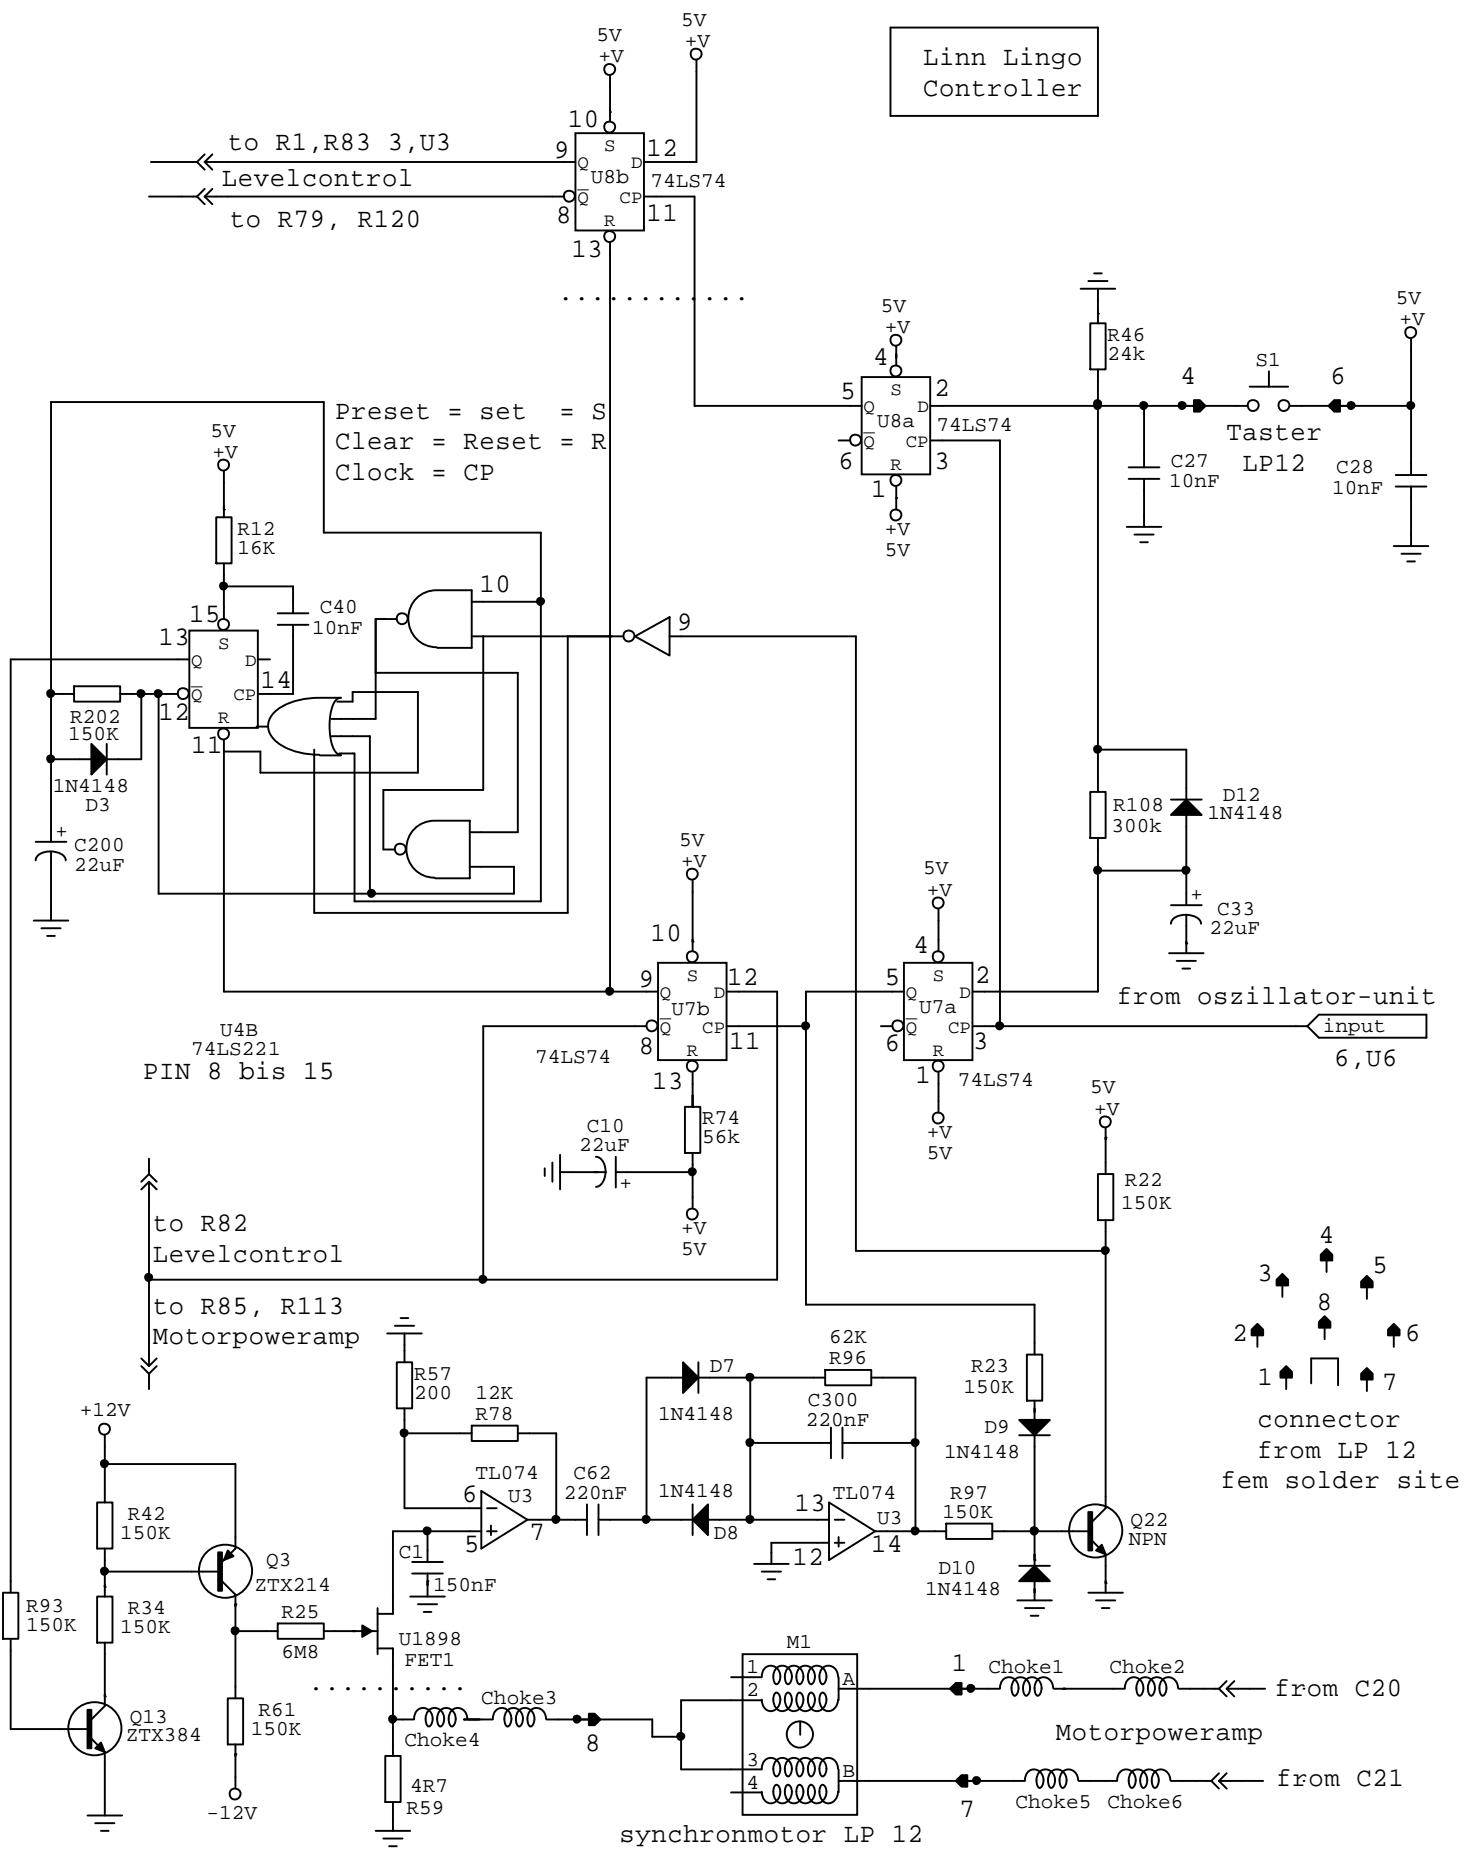 Linn Lingo
Controller
5V
+V
5V
+V
10
to R1,R83 3,U3
9
S
12
Q
D
U8b
74LS74
Levelcontrol
Q
CP
8
R
11
to R79, R120
13
5V
+V
4
5
S
2
Q
D
U8a
74LS74
Q
CP
6
R
3
1
+V
5V
R46
24k
4
S1
6
5V
+V
Taster
LP12
C27
10nF
C28
10nF
Preset = set = S
Clear = Reset = R
Clock = CP
5V
+V
R12
16K
15
C40
10nF
10
9
13
S
Q
D
14
Q
CP
12
R
11
R202
150K
1N4148
D3
+
C200
22uF
R108
300k
D12
1N4148
+
C33
22uF
5V
+V
10
9
S
12
Q
D
U7b
Q
CP
8
R
11
74LS74
13
R74
56k
C10
22uF
+
+V
5V
5V
+V
4
5
S
2
Q
D
U7a
Q
CP
6
R
3
1
74LS74
+V
5V
from oszillator-unit
input
6,U6
U4B
74LS221
PIN 8 bis 15
to R82
Levelcontrol
to R85, R113
Motorpoweramp
5V
+V
R22
150K
4
3
5
8
2
6
1
7
connector
from LP 12
fem solder site
R57
200
12K
R78
D7
1N4148
62K
R96
C300
220nF
R23
150K
D9
1N4148
TL074
6
U3
−
+
5
7
C62
220nF
1N4148
D8
TL074
13
U3
−
+
12
14
R97
150K
Q22
NPN
D10
1N4148
C1
150nF
+12V
R42
150K
Q3
ZTX214
R93
150K
R34
150K
R25
6M8
U1898
FET1
R61
150K
Q13
ZTX384
-12V
Choke4
Choke3
8
4R7
R59
M1
1
2
A
3
4
B
1
Choke1
Choke2
from C20
Motorpoweramp
7
Choke5
Choke6
from C21
synchronmotor LP 12